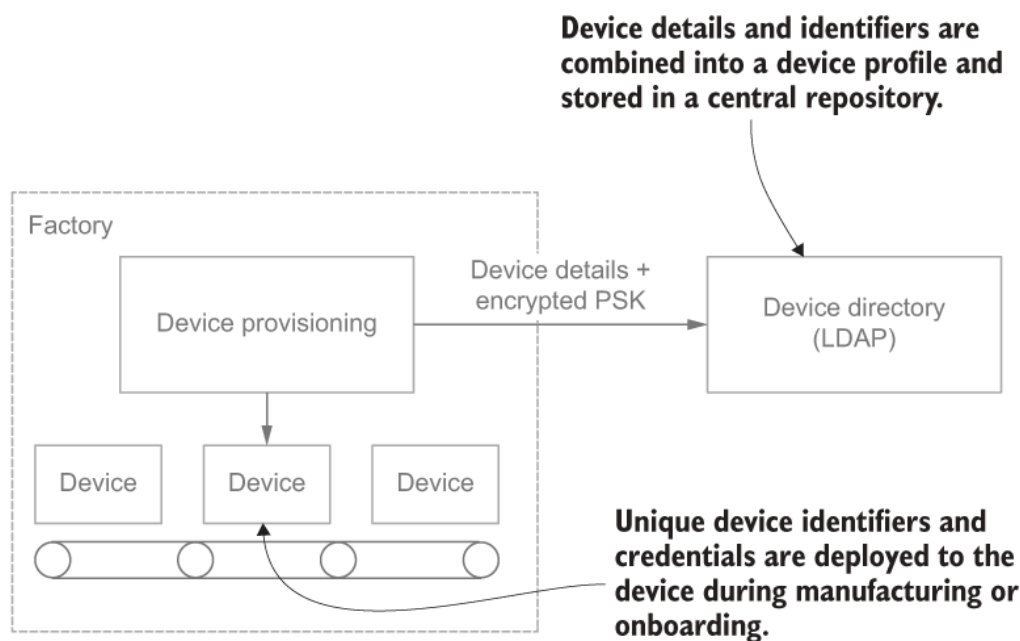 Device details and identifiers are
combined into a device profile and
stored in a central repository.
Factory
Device provisioning
Device details +
encrypted PSK
Device directory
(LDAP)
Device
Device
Device
Unique device identifiers and
credentials are deployed to the
device during manufacturing or
onboarding.